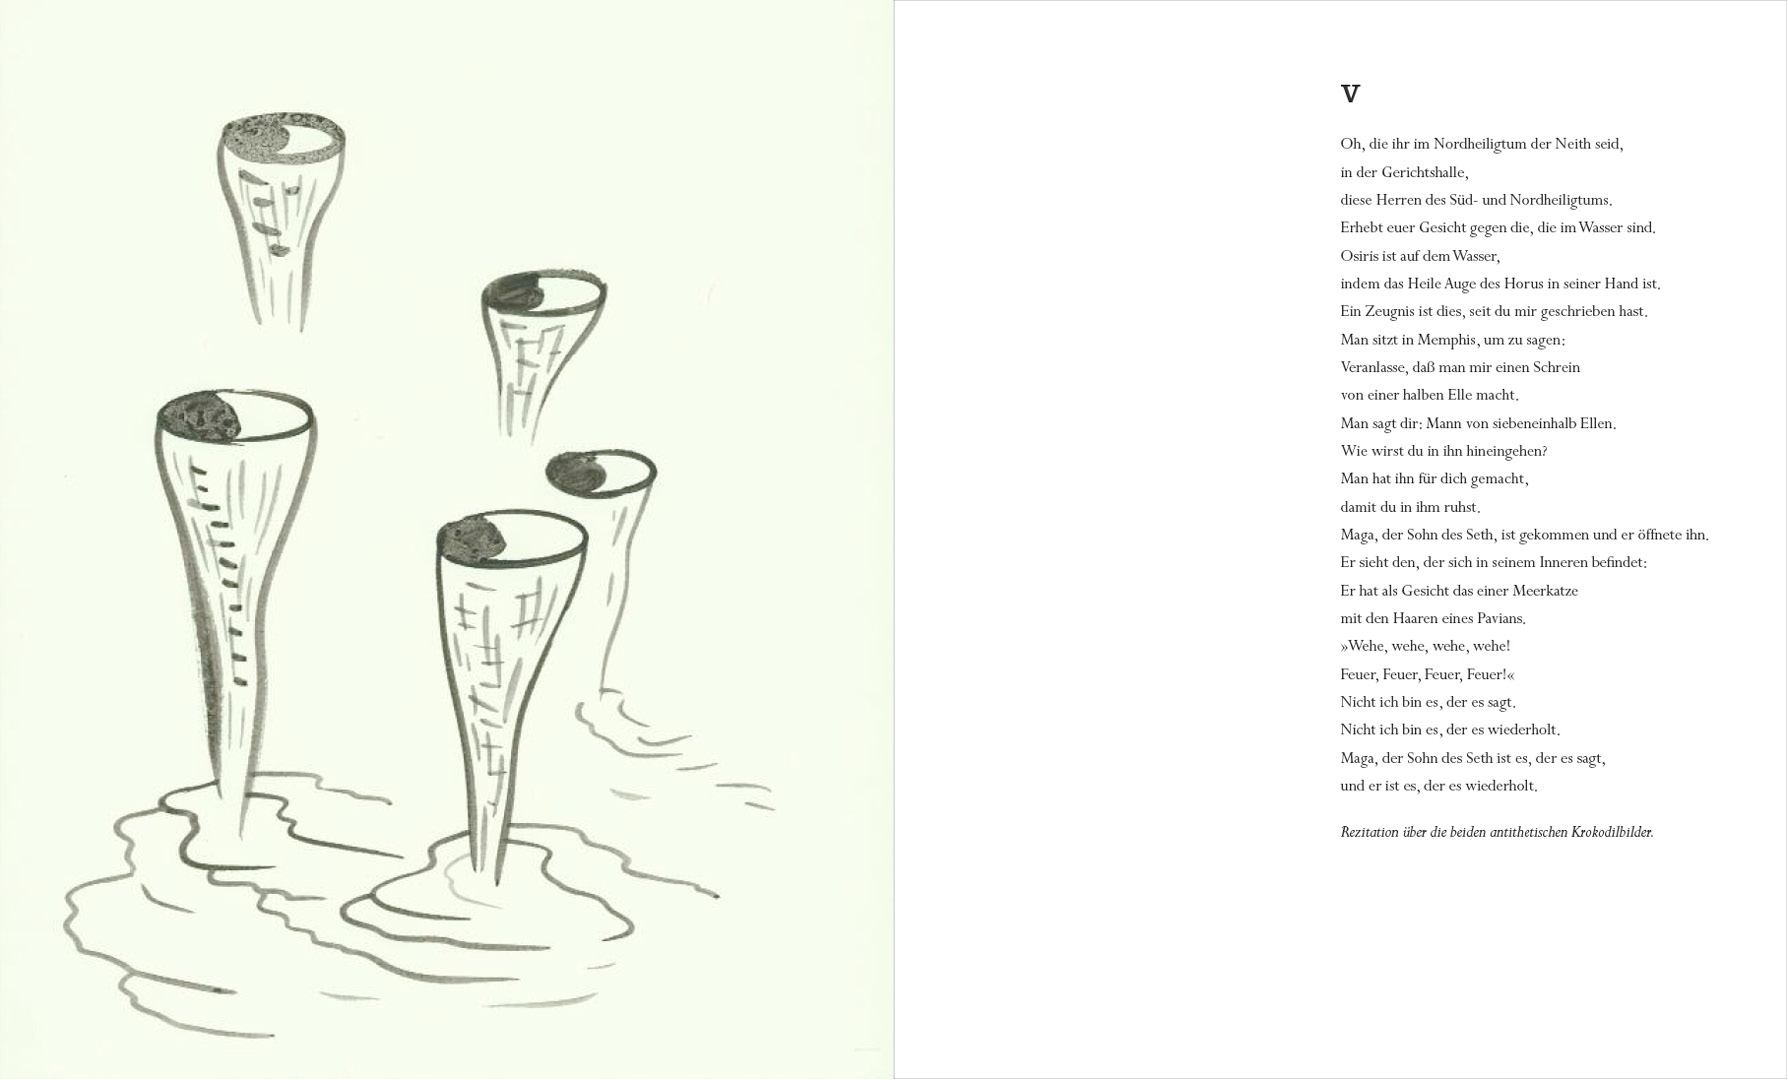 V
Oh, die ihr im Nordheiligtum der Neith seid,
in der Gerichtshalle,
diese Herren des Süd- und Nordheiligtums.
Erhebt euer Gesicht gegen die, die im Wasser sind.
Osiris ist auf dem Wasser,
indem das Heile Auge des Horus in seiner Hand ist.
Ein Zeugnis ist dies, seit du mir geschrieben hast.
Man sitzt in Memphis, um zu sagen:
Veranlasse, daß man mir einen Schrein
von einer halben Elle macht.
Man sagt dir: Mann von siebeneinhalb Ellen.
Wie wirst du in ihn hineingehen?
Man hat ihn für dich gemacht,
damit du in ihm ruhst.
Maga, der Sohn des Seth, ist gekommen und er öffnete ihn.
Er sieht den, der sich in seinem Inneren befindet:
Er hat als Gesicht das einer Meerkatze
mit den Haaren eines Pavians.
»Wehe, wehe, wehe, wehe!
Feuer, Feuer, Feuer, Feuer!«
Nicht ich bin es, der es sagt.
Nicht ich bin es, der es wiederholt.
Maga, der Sohn des Seth ist es, der es sagt,
und er ist es, der es wiederholt.
Rezitation über die beiden antithetischen Krokodilbilder.